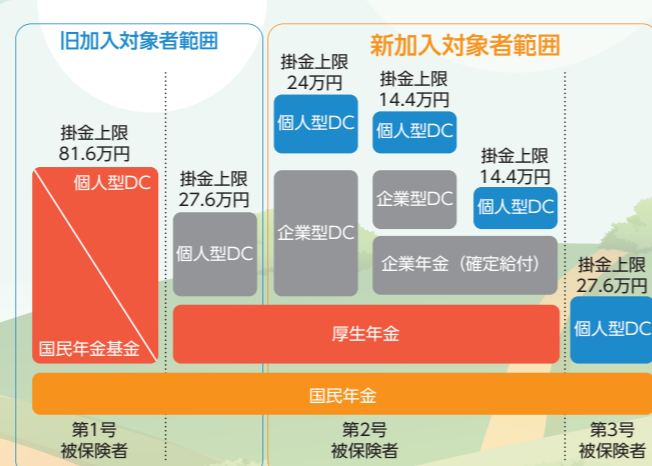 旧加入対象者範囲
新加入対象者範囲
掛金上限
81.6万円
個人型DC
国民年金基金
掛金上限
27.6万円
個人型DC
掛金上限
24万円
個人型DC
企業型DC
掛金上限
14.4万円
個人型DC
企業型DC
掛金上限
14.4万円
個人型DC
企業年金（確定給付）
掛金上限
27.6万円
個人型DC
厚生年金
国民年金
第1号
被保険者
第2号
被保険者
第3号
被保険者